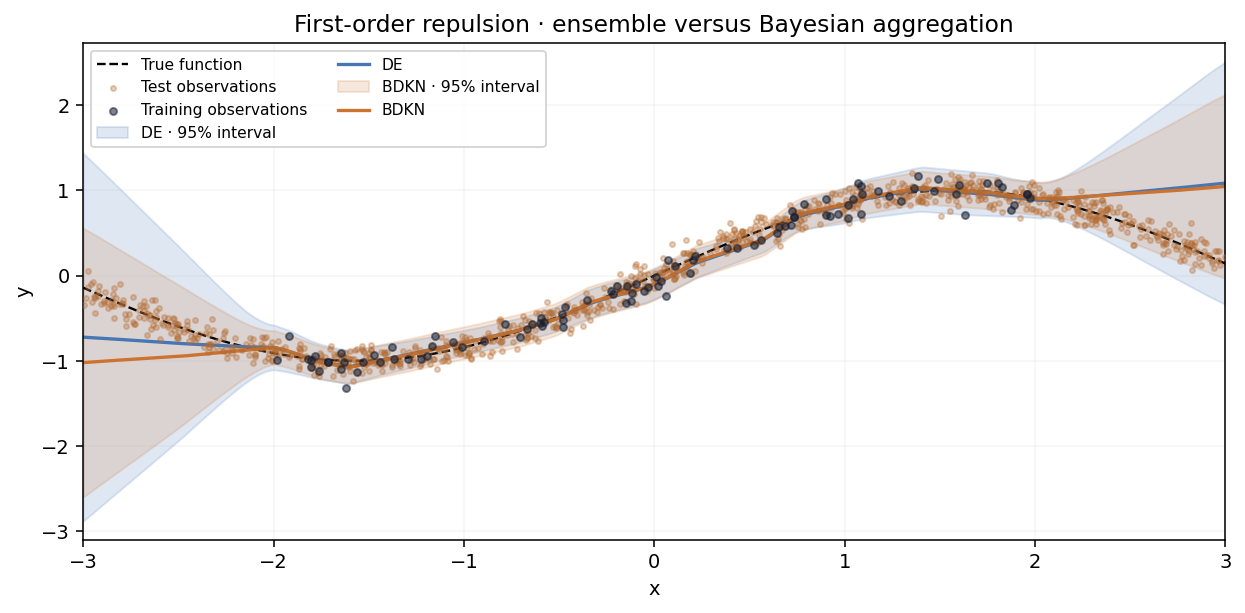 First-order repulsion · ensemble versus Bayesian aggregation
True function
Test observations
Training observations
DE · 95% interval
DE
BDKN · 95% interval
BDKN
y
2
1
0
−1
−2
−3
−3 −2 −1 0 1 2 3
x